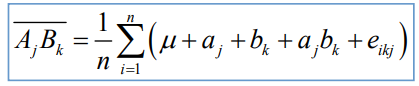 $\overline{A_j B_k} = \frac{1}{n} \sum_{i=1}^{n} \left( \mu + a_j + b_k + a_j b_k + e_{ikj} \right)$